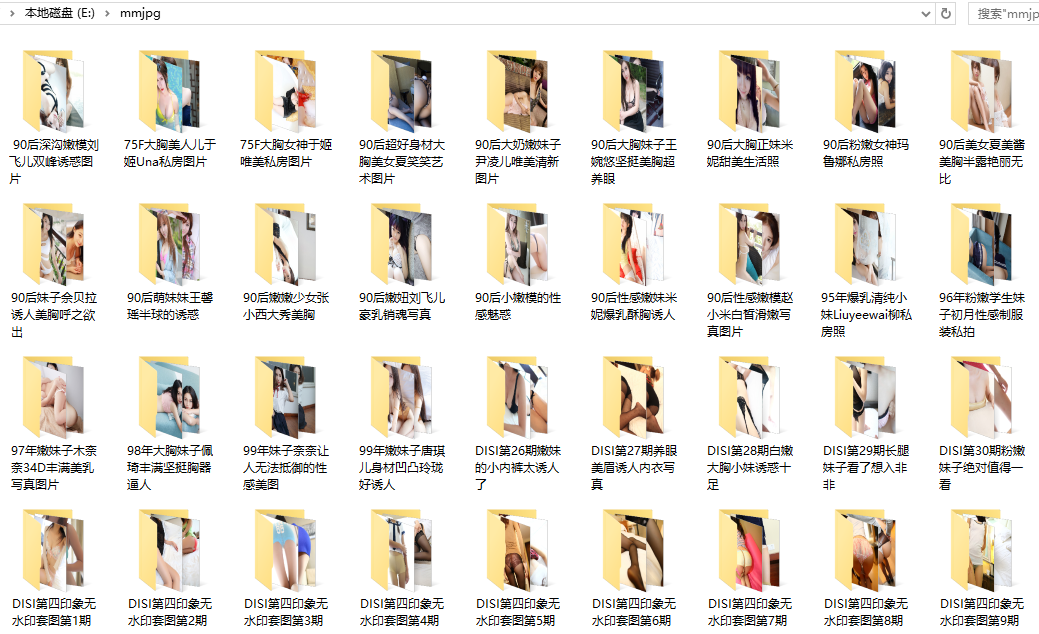 本地磁盘 (E:) › mmjpg
搜索"mmjp
90后深沟嫩模刘
飞儿双峰诱惑图
片
75F大胸美人儿于
姬Una私房图片
75F大胸女神于姬
唯美私房图片
90后超好身材大
胸美女夏笑笑艺
术图片
90后大奶嫩妹子
尹凌儿唯美清新
图片
90后大胸妹子王
婉悠坚挺美胸超
养眼
90后大胸正妹米
妮甜美生活照
90后粉嫩女神玛
鲁娜私房照
90后美女夏美酱
美胸半露艳丽无
比
90后妹子佘贝拉
诱人美胸呼之欲
出
90后萌妹妹王馨
瑶半球的诱惑
90后嫩嫩少女张
小西大秀美胸
90后嫩妞刘飞儿
豪乳销魂写真
90后小嫩模的性
感魅惑
90后性感嫩妹米
妮爆乳酥胸诱人
90后性感嫩模赵
小米白皙滑嫩写
真图片
95年爆乳清纯小
妹Liuyeewai柳私
房照
96年粉嫩学生妹
子初月性感制服
装私拍
97年嫩妹子木奈
奈34D丰满美乳
写真图片
98年大胸妹子佩
琦丰满坚挺胸器
逼人
99年妹子奈奈让
人无法抵御的性
感美图
99年嫩妹子唐琪
儿身材凹凸玲珑
好诱人
DISI第26期嫩妹
的小内裤太诱人
了
DISI第27期养眼
美眉诱人内衣写
真
DISI第28期白嫩
大胸小妹诱惑十
足
DISI第29期长腿
妹子看了想入非
非
DISI第30期粉嫩
妹子绝对值得一
看
DISI第四印象无
水印套图第1期
DISI第四印象无
水印套图第2期
DISI第四印象无
水印套图第3期
DISI第四印象无
水印套图第4期
DISI第四印象无
水印套图第5期
DISI第四印象无
水印套图第6期
DISI第四印象无
水印套图第7期
DISI第四印象无
水印套图第8期
DISI第四印象无
水印套图第9期